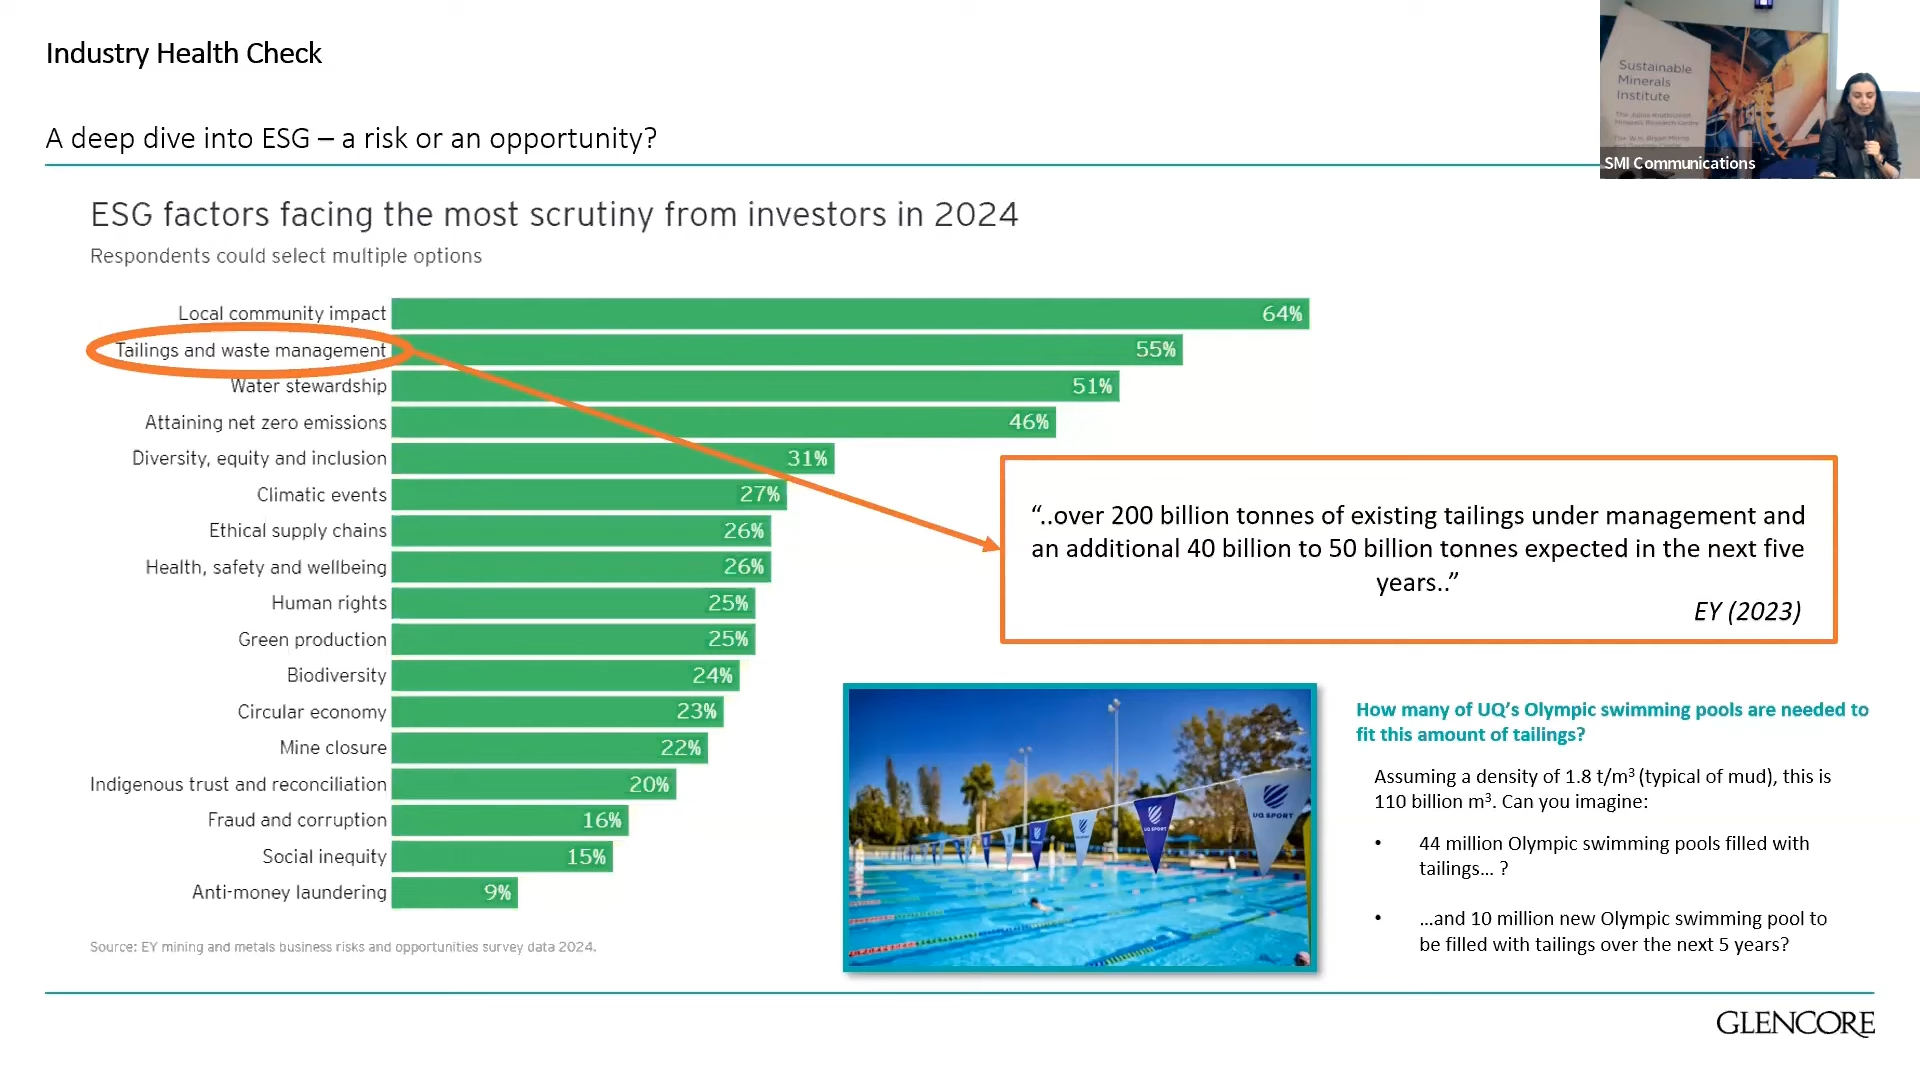 Industry Health Check
A deep dive into ESG – a risk or an opportunity?
Sustainable
Minerals
Institute
SMI Communications
ESG factors facing the most scrutiny from investors in 2024
Respondents could select multiple options
Local community impact 64%
Tailings and waste management 55%
Water stewardship 51%
Attaining net zero emissions 46%
Diversity, equity and inclusion 31%
Climatic events 27%
Ethical supply chains 26%
Health, safety and wellbeing 26%
Human rights 25%
Green production 25%
Biodiversity 24%
Circular economy 23%
Mine closure 22%
Indigenous trust and reconciliation 20%
Fraud and corruption 16%
Social inequity 15%
Anti-money laundering 9%
Source: EY mining and metals business risks and opportunities survey data 2024.
“..over 200 billion tonnes of existing tailings under management and
an additional 40 billion to 50 billion tonnes expected in the next five
years..”
EY (2023)
UQ SPORT
UQ SPORT
How many of UQ’s Olympic swimming pools are needed to
fit this amount of tailings?
Assuming a density of 1.8 t/m³ (typical of mud), this is
110 billion m³. Can you imagine:
• 44 million Olympic swimming pools filled with
tailings... ?
• ...and 10 million new Olympic swimming pool to
be filled with tailings over the next 5 years?
GLENCORE